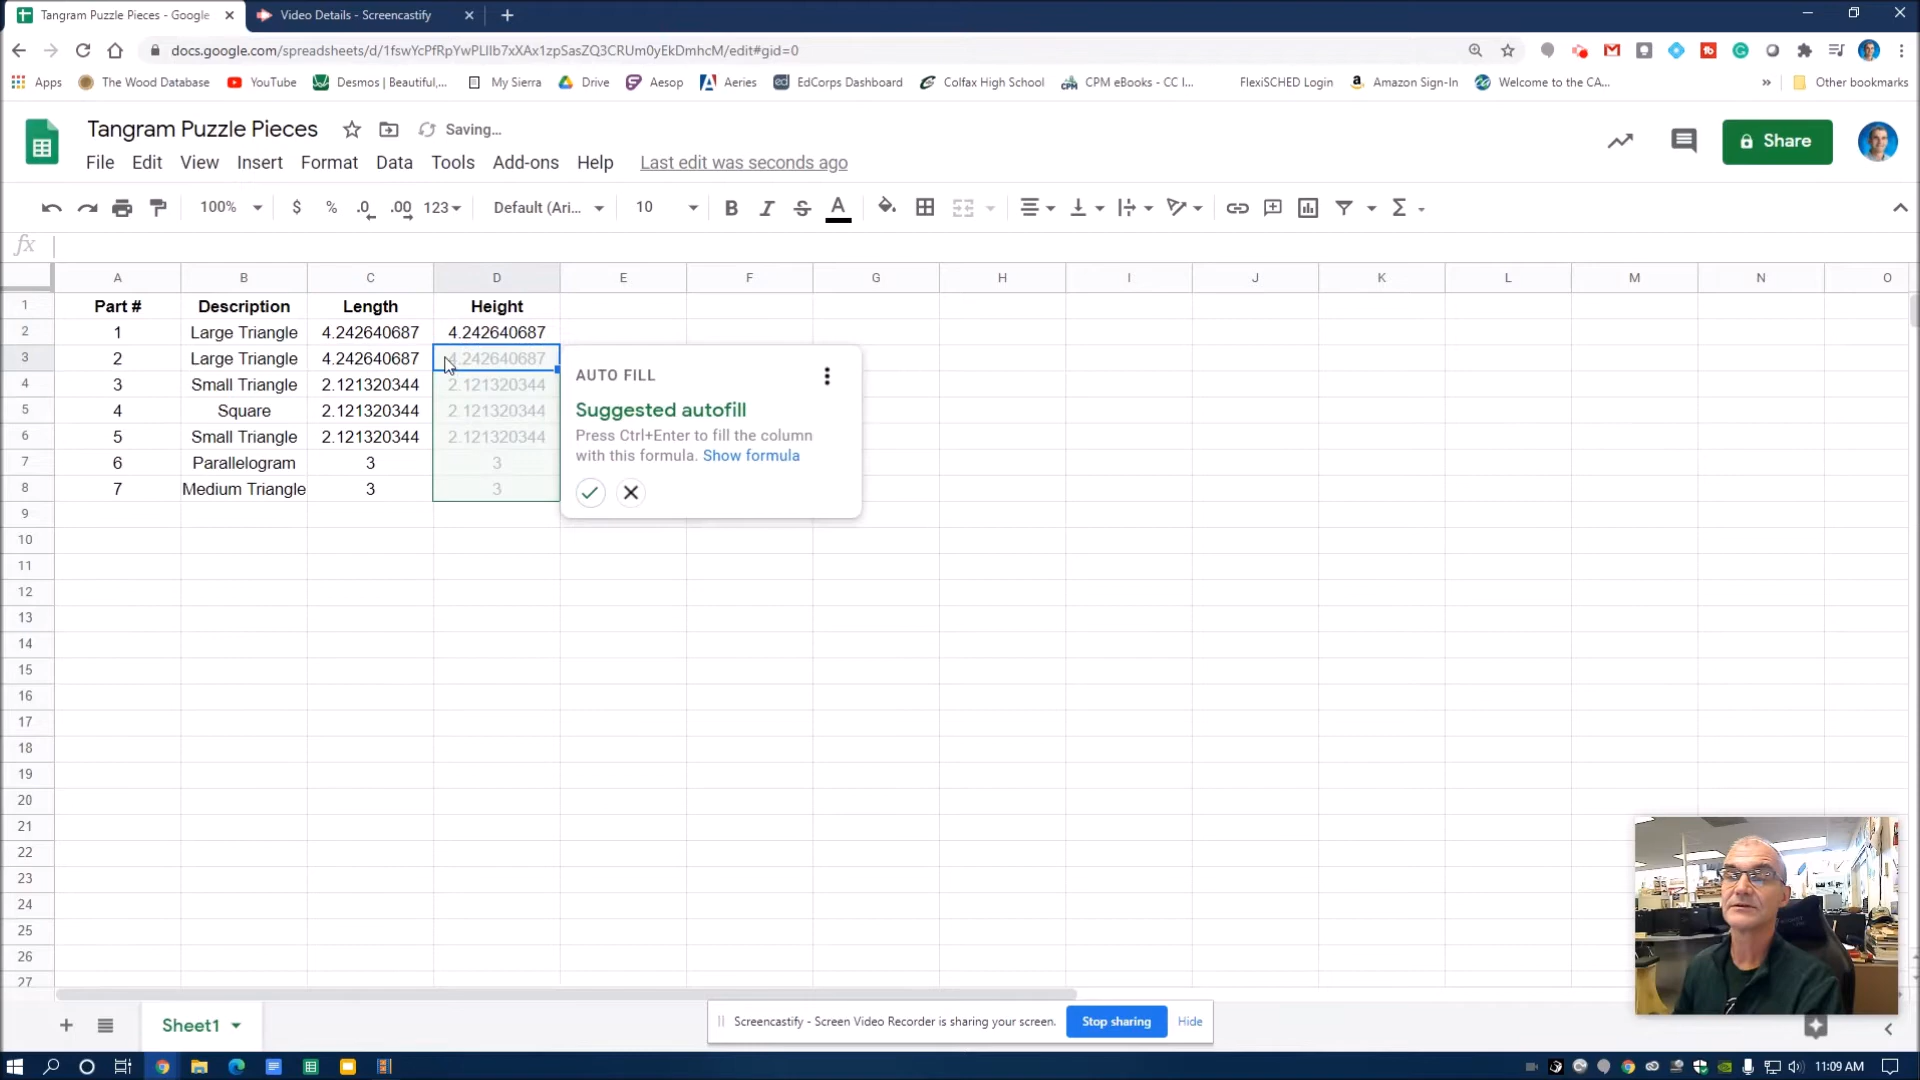 Tangram Puzzle Pieces - Google
Video Details - Screencastify
docs.google.com/spreadsheets/d/1fswYcPfRpYwPLIlb7xXAx1zpSasZQ3CRUm0yEkDmhcM/edit#gid=0
Apps The Wood Database YouTube Desmos | Beautiful,... My Sierra Drive Aesop Aeries EdCorps Dashboard Colfax High School CPM eBooks - CC I... FlexiSCHED Login Amazon Sign-In Welcome to the CA... » Other bookmarks
Tangram Puzzle Pieces Saving...
Share
File Edit View Insert Format Data Tools Add-ons Help Last edit was seconds ago
100% $ % .0 .00 123 Default (Ari... 10 B I S A Σ
fx
A B C D E F G H I J K L M N O
1 Part # Description Length Height
2 1 Large Triangle 4.242640687 4.242640687
3 2 Large Triangle 4.242640687 4.242640687
4 3 Small Triangle 2.121320344 2.121320344
5 4 Square 2.121320344 2.121320344
6 5 Small Triangle 2.121320344 2.121320344
7 6 Parallelogram 3 3
8 7 Medium Triangle 3 3
AUTO FILL
Suggested autofill
Press Ctrl+Enter to fill the column
with this formula. Show formula
9
10
11
12
13
14
15
16
17
18
19
20
21
22
23
24
25
26
27
Sheet1
Screencastify - Screen Video Recorder is sharing your screen. Stop sharing Hide
11:09 AM